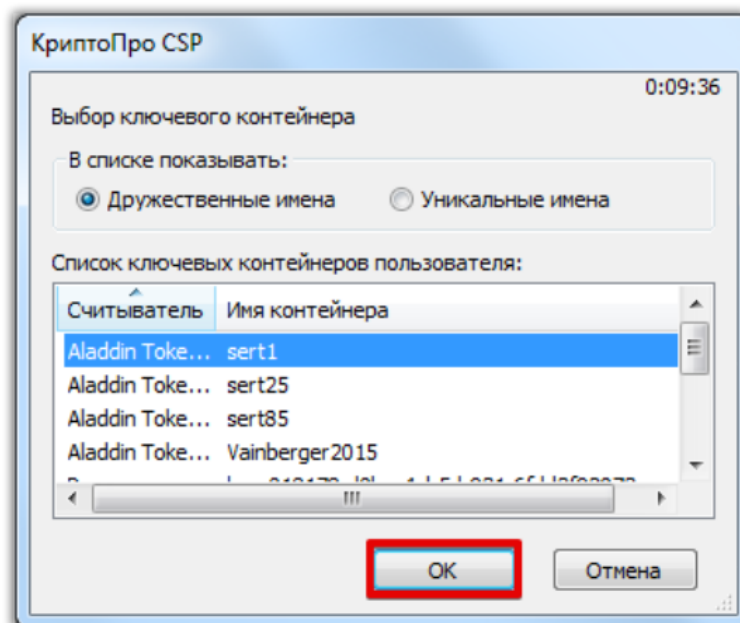 КриптоПро CSP
0:09:36
Выбор ключевого контейнера
В списке показывать:
Дружественные имена Уникальные имена
Список ключевых контейнеров пользователя:
Считыватель Имя контейнера
Aladdin Toke... sert1
Aladdin Toke... sert25
Aladdin Toke... sert85
Aladdin Toke... Vainberger2015
OK Отмена